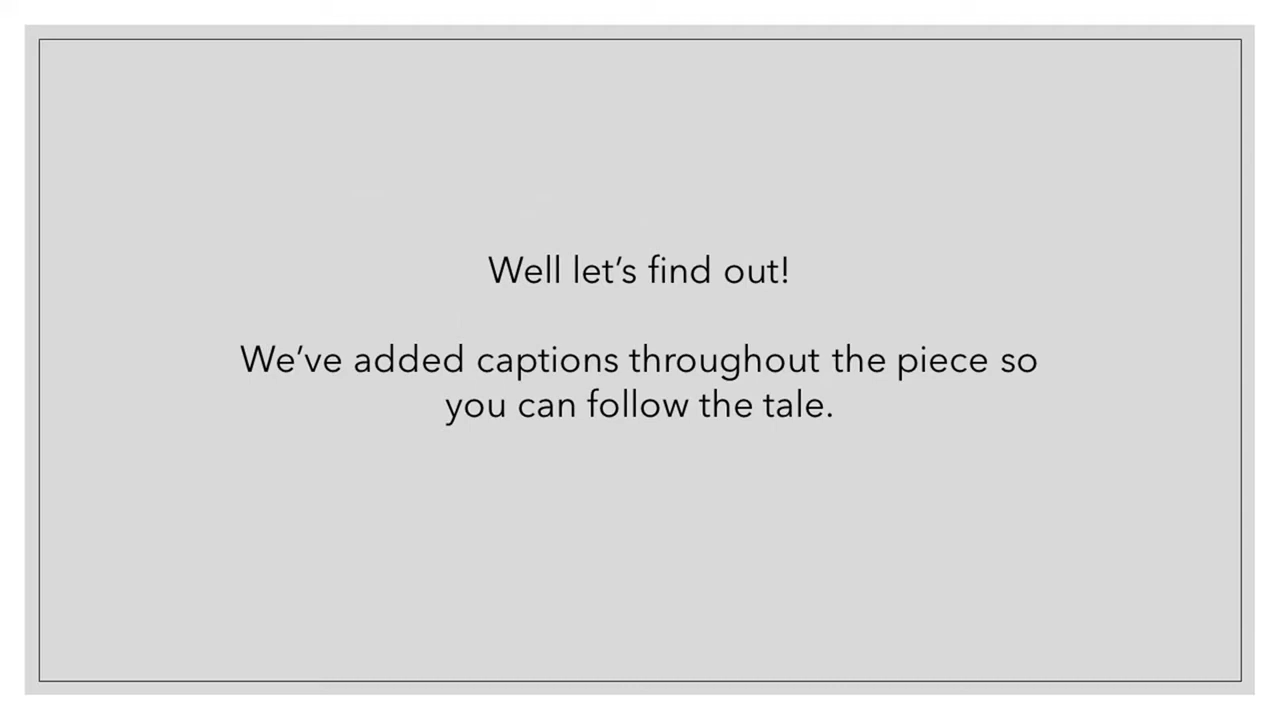 Well let’s find out!
We’ve added captions throughout the piece so
you can follow the tale.